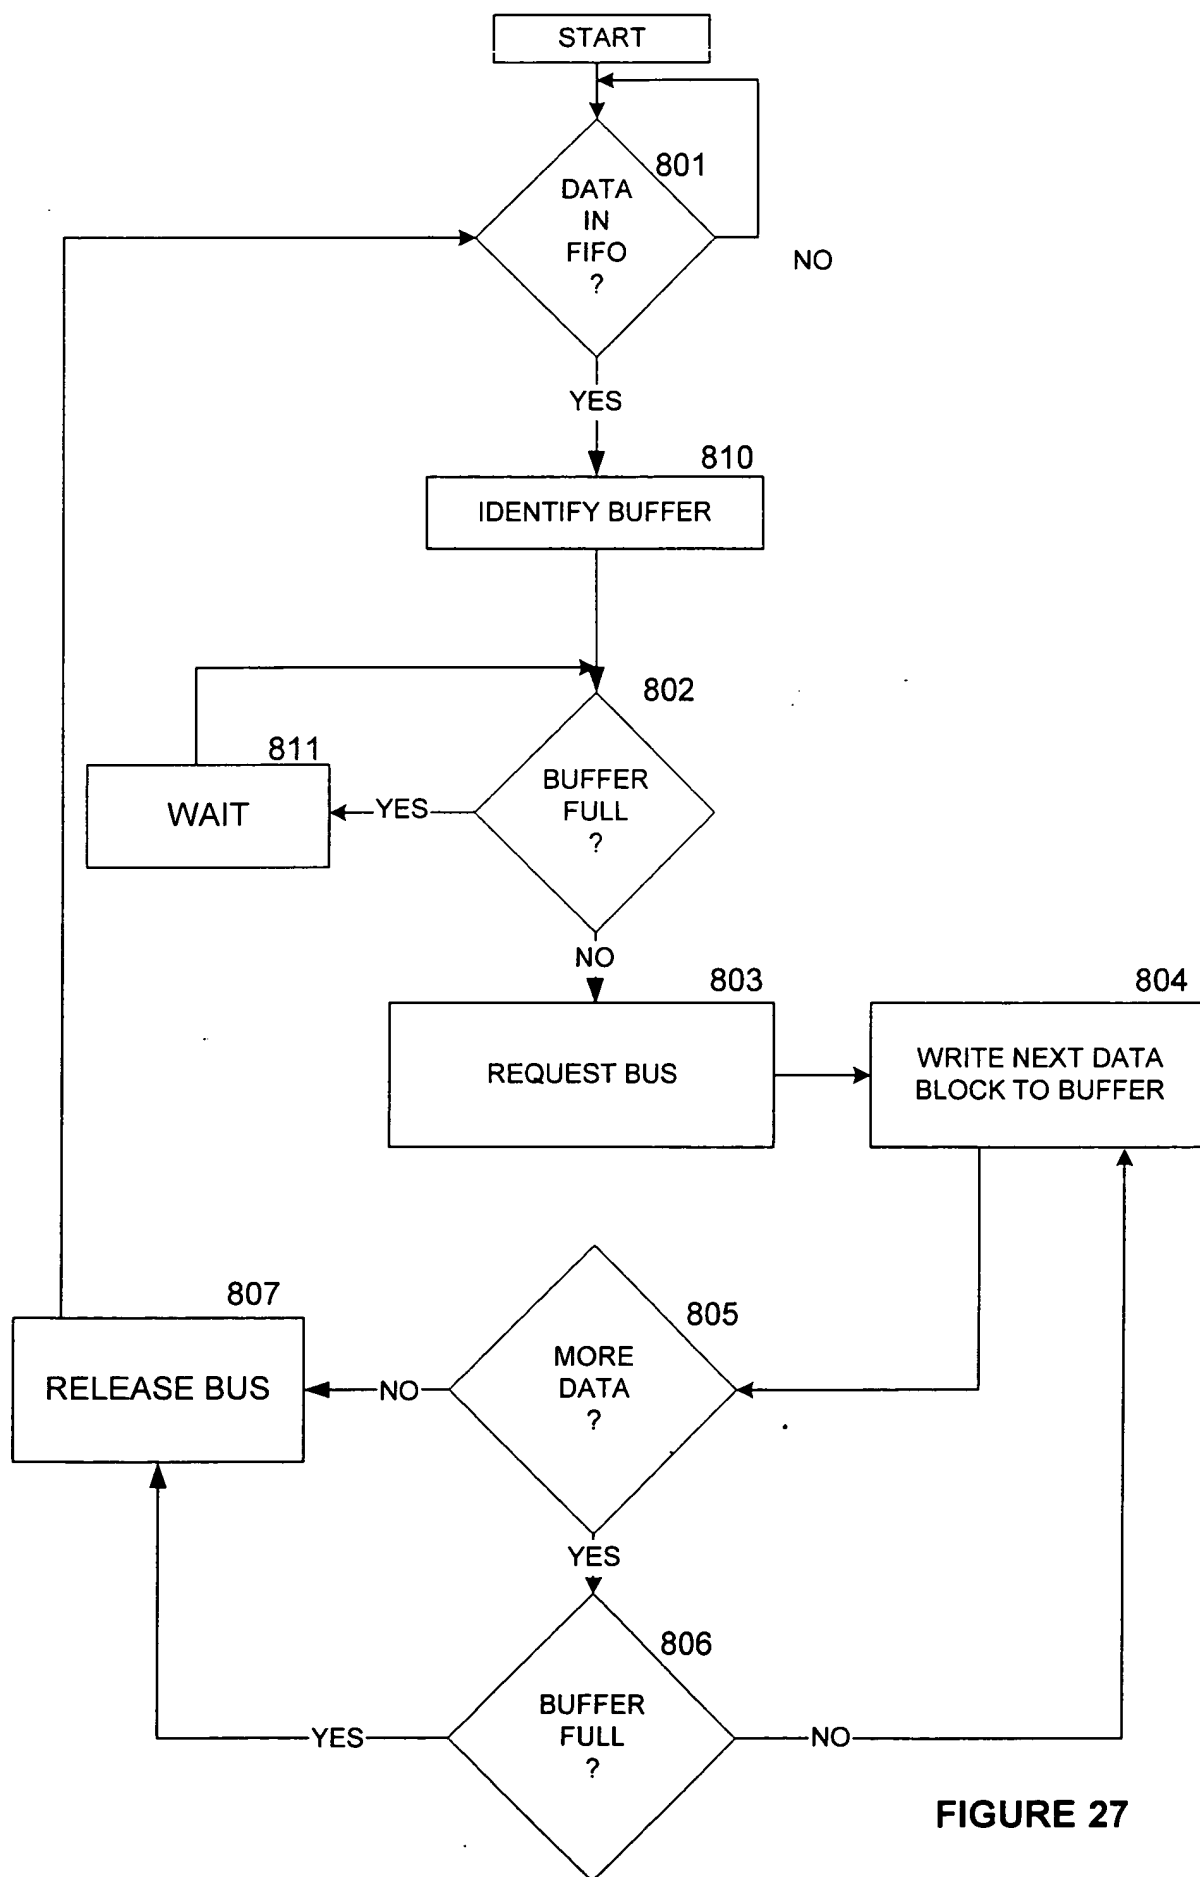 START
801
DATA
IN
FIFO
?
NO
YES
810
IDENTIFY BUFFER
802
811
BUFFER
FULL
?
YES
WAIT
NO
803
804
REQUEST BUS
WRITE NEXT DATA
BLOCK TO BUFFER
807
805
MORE
DATA
?
NO
RELEASE BUS
YES
806
BUFFER
FULL
?
YES
NO
FIGURE 27